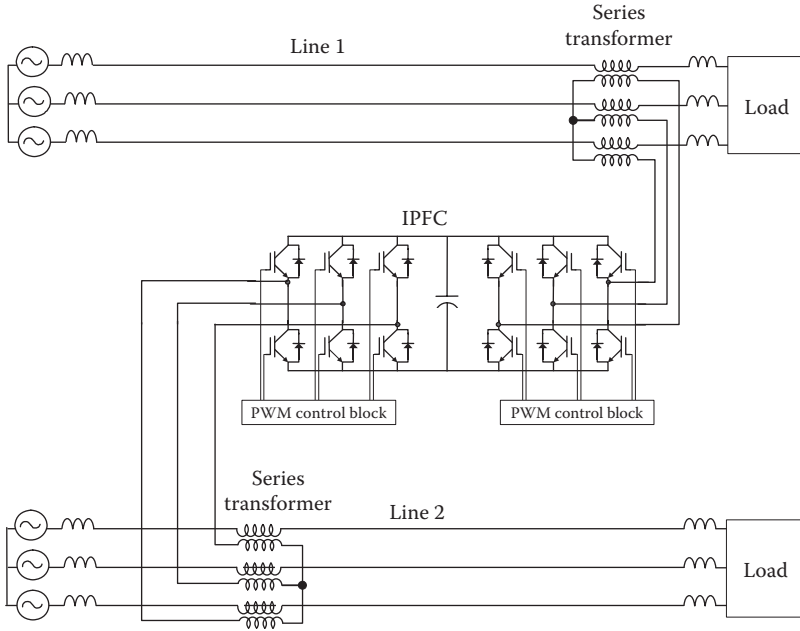 Series
transformer
Line 1
Load
IPFC
PWM control block
PWM control block
Series
transformer
Line 2
Load